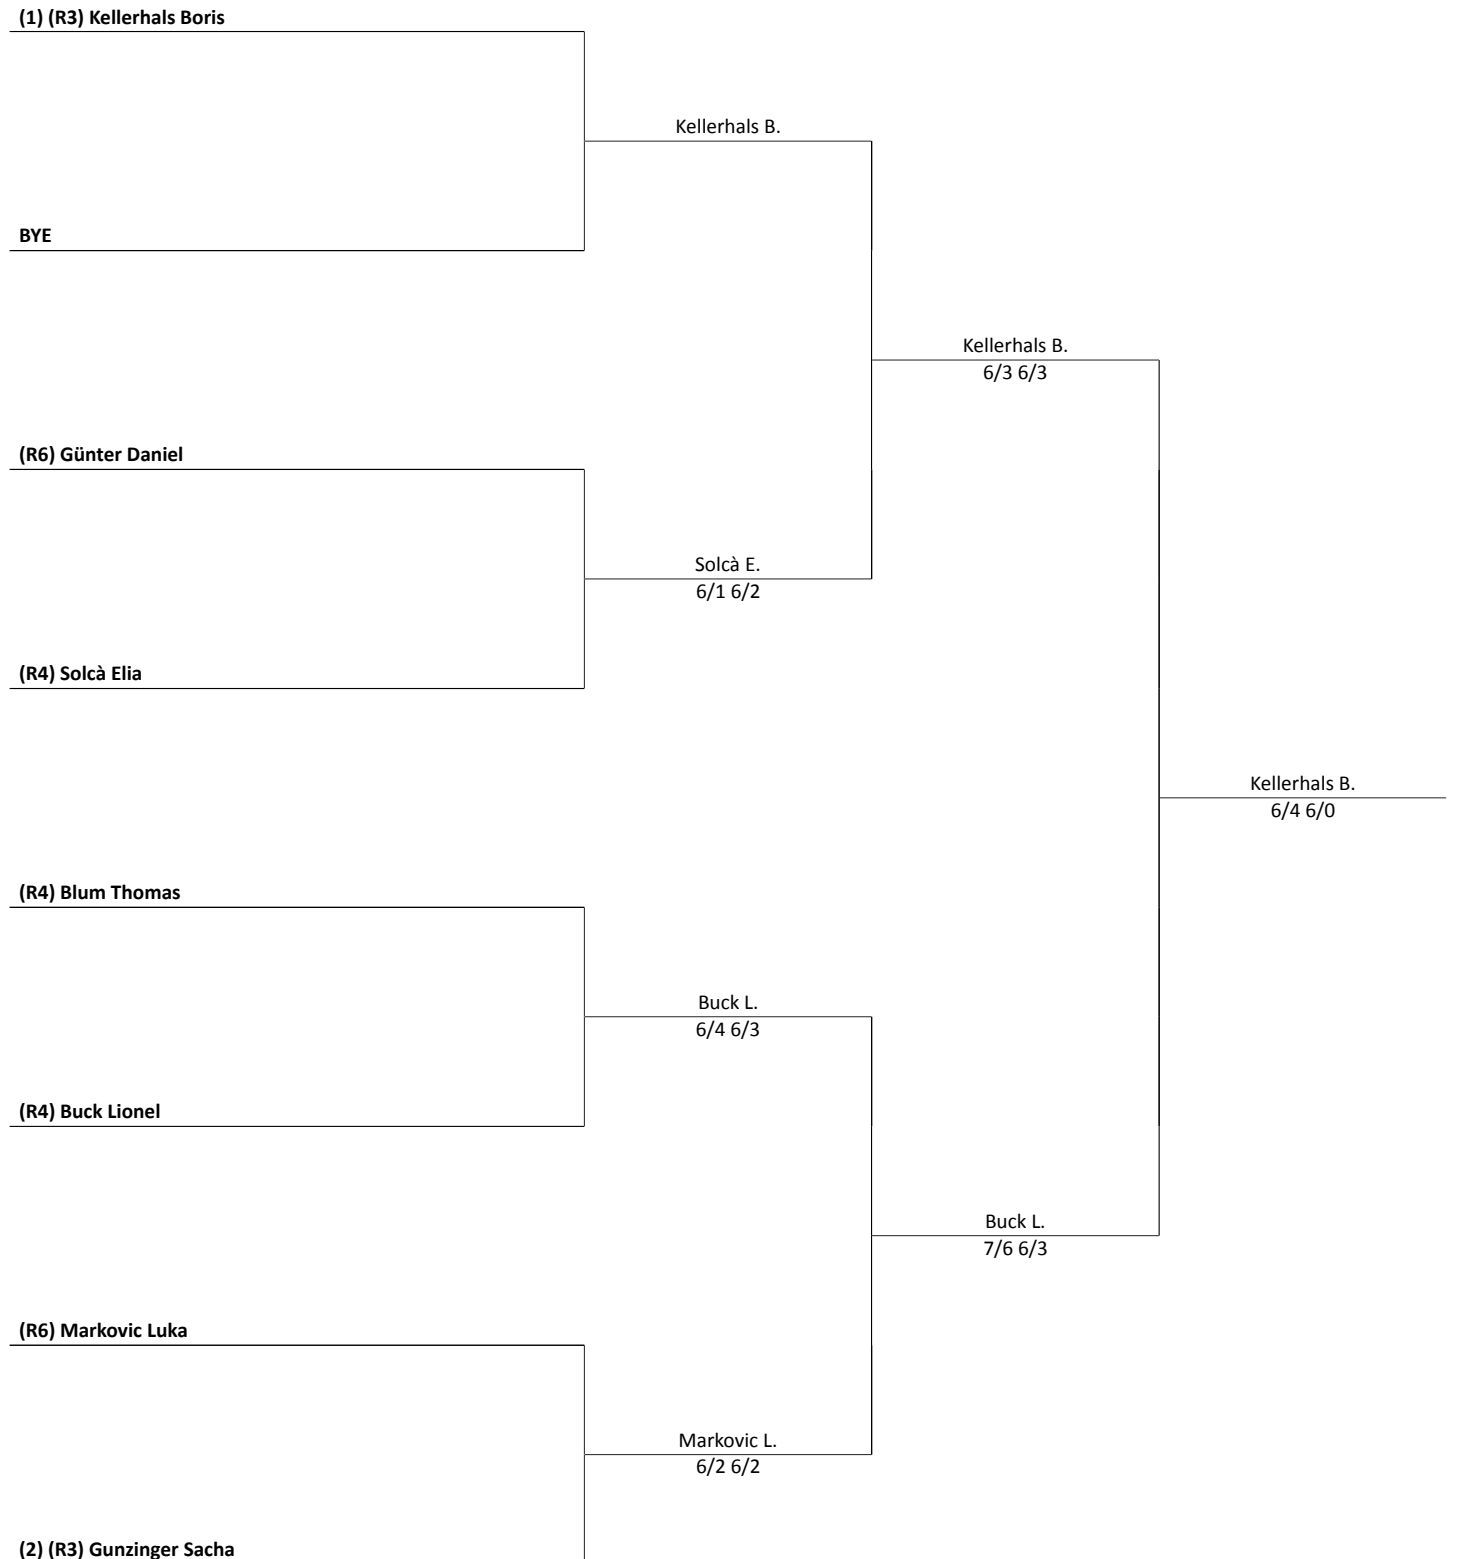 (1) (R3) Kellerhals Boris
Kellerhals B.
BYE
Kellerhals B.
6/3 6/3
(R6) Günter Daniel
Solcà E.
6/1 6/2
(R4) Solcà Elia
Kellerhals B.
6/4 6/0
(R4) Blum Thomas
Buck L.
6/4 6/3
(R4) Buck Lionel
Buck L.
7/6 6/3
(R6) Markovic Luka
Markovic L.
6/2 6/2
(2) (R3) Gunzinger Sacha